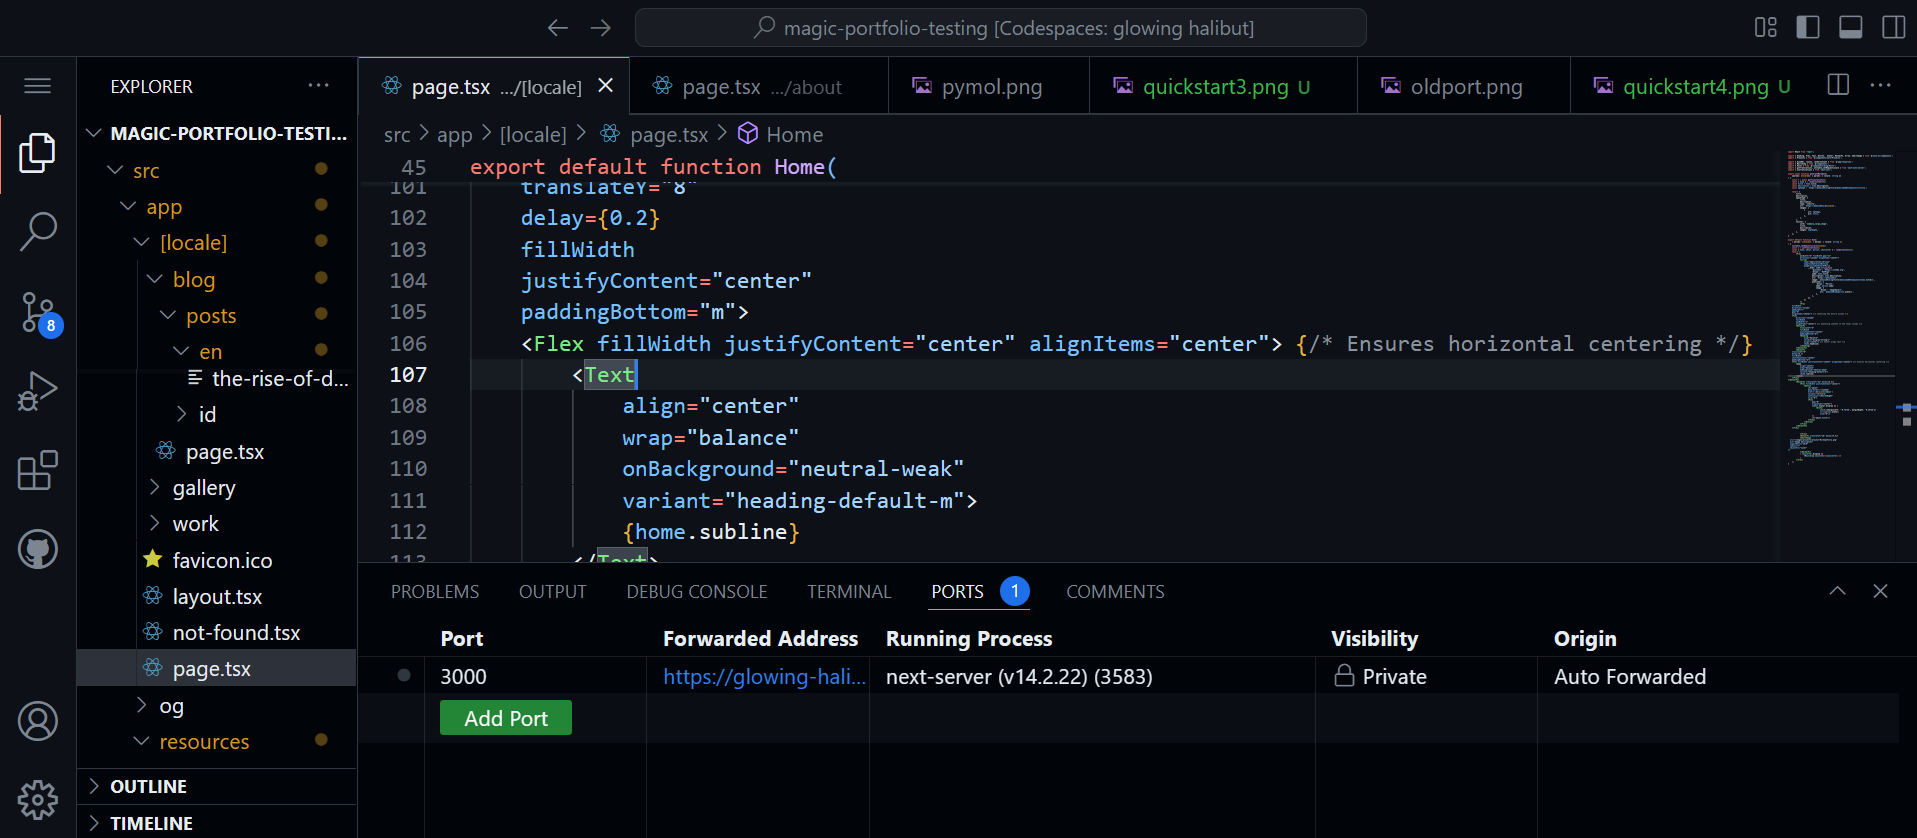 magic-portfolio-testing [Codespaces: glowing halibut]
EXPLORER
MAGIC-PORTFOLIO-TESTI...
src
app
[locale]
blog
posts
en
the-rise-of-d...
id
page.tsx
gallery
work
favicon.ico
layout.tsx
not-found.tsx
page.tsx
og
resources
OUTLINE
TIMELINE
8
page.tsx .../[locale]
page.tsx .../about
pymol.png
quickstart3.png U
oldport.png
quickstart4.png U
src > app > [locale] > page.tsx > Home
45 export default function Home(
101 translateY="8"
102 delay={0.2}
103 fillWidth
104 justifyContent="center"
105 paddingBottom="m">
106 <Flex fillWidth justifyContent="center" alignItems="center"> {/* Ensures horizontal centering */}
107 <Text
108 align="center"
109 wrap="balance"
110 onBackground="neutral-weak"
111 variant="heading-default-m">
112 {home.subline}
113 </Text>
PROBLEMS OUTPUT DEBUG CONSOLE TERMINAL PORTS 1 COMMENTS
Port Forwarded Address Running Process Visibility Origin
3000 https://glowing-hali... next-server (v14.2.22) (3583) Private Auto Forwarded
Add Port